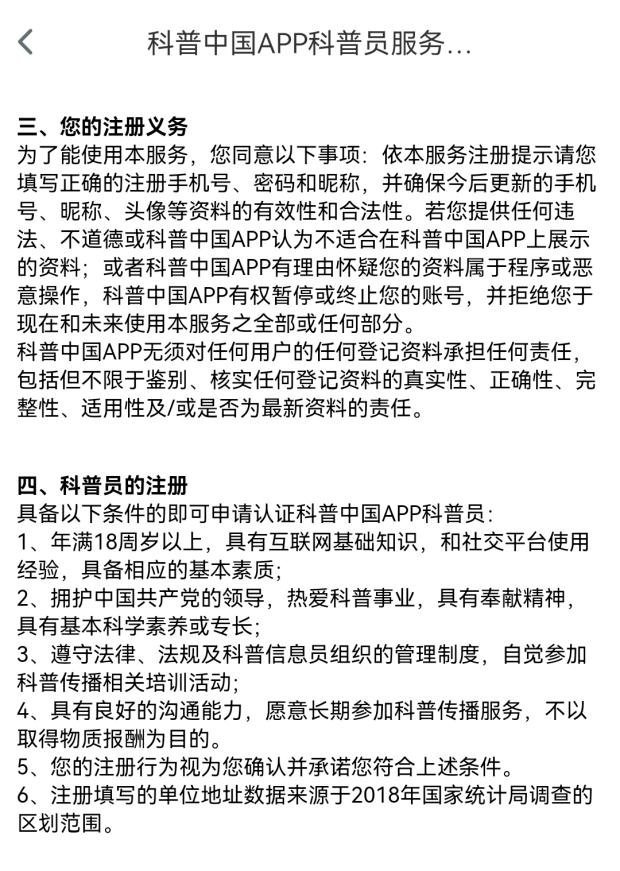 科普中国APP科普员服务...
三、您的注册义务
为了能使用本服务，您同意以下事项：依本服务注册提示请您
填写正确的注册手机号、密码和昵称，并确保今后更新的手机
号、昵称、头像等资料的有效性和合法性。若您提供任何违
法、不道德或科普中国APP认为不适合在科普中国APP上展示
的资料；或者科普中国APP有理由怀疑您的资料属于程序或恶
意操作，科普中国APP有权暂停或终止您的账号，并拒绝您于
现在和未来使用本服务之全部或任何部分。
科普中国APP无须对任何用户的任何登记资料承担任何责任，
包括但不限于鉴别、核实任何登记资料的真实性、正确性、完
整性、适用性及/或是否为最新资料的责任。
四、科普员的注册
具备以下条件的即可申请认证科普中国APP科普员：
1、年满18周岁以上，具有互联网基础知识，和社交平台使用
经验，具备相应的基本素质；
2、拥护中国共产党的领导，热爱科普事业，具有奉献精神，
具有基本科学素养或专长；
3、遵守法律、法规及科普信息员组织的管理制度，自觉参加
科普传播相关培训活动；
4、具有良好的沟通能力，愿意长期参加科普传播服务，不以
取得物质报酬为目的。
5、您的注册行为视为您确认并承诺您符合上述条件。
6、注册填写的单位地址数据来源于2018年国家统计局调查的
区划范围。